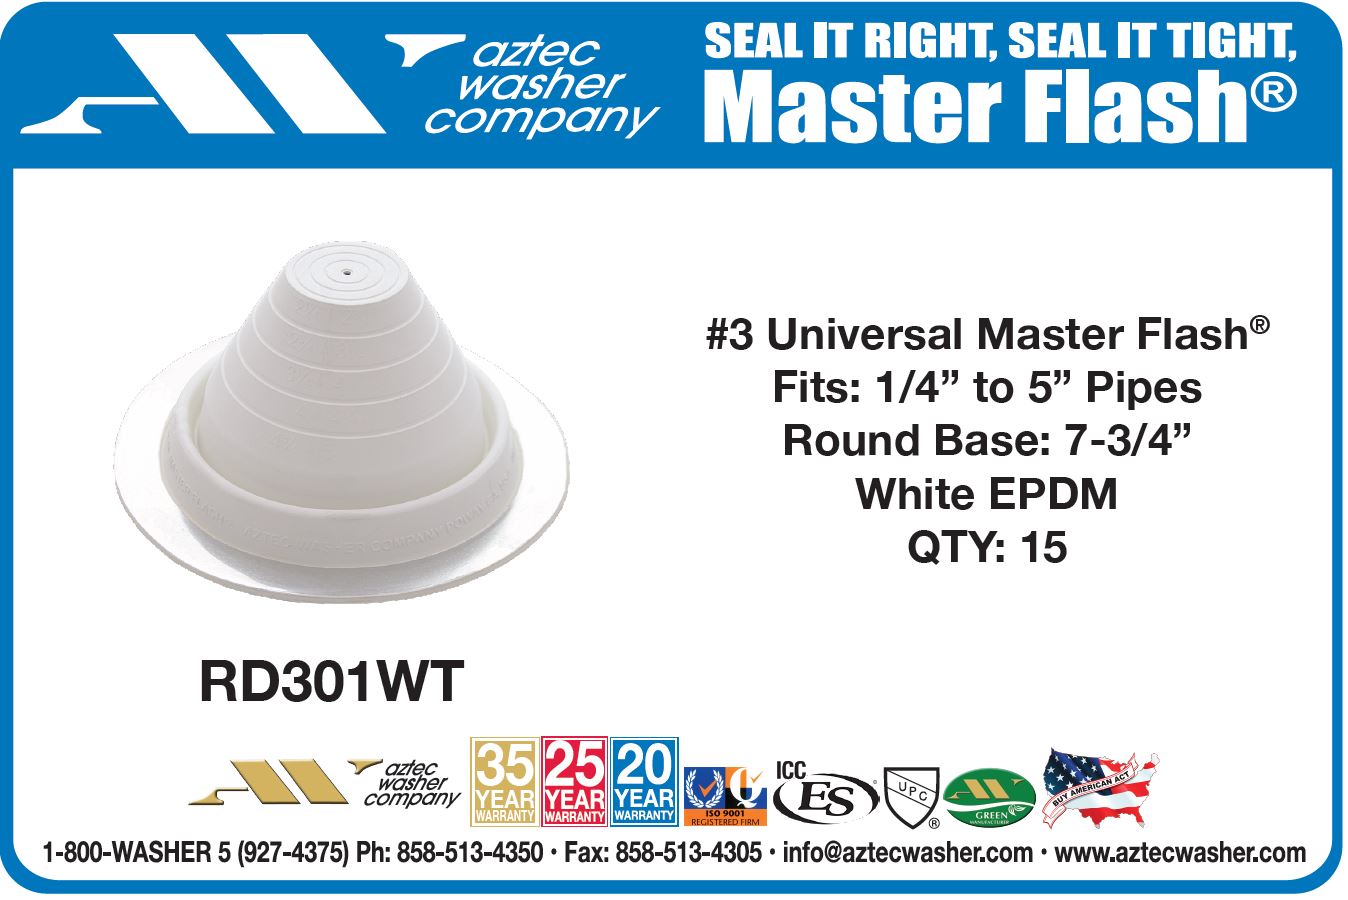 aztec
washer
company
SEAL IT RIGHT, SEAL IT TIGHT,
Master Flash®
#3 Universal Master Flash®
Fits: 1/4” to 5” Pipes
Round Base: 7-3/4”
White EPDM
QTY: 15
RD301WT
aztec
washer
company
35
YEAR
WARRANTY
25
YEAR
WARRANTY
20
YEAR
WARRANTY
Q
ISO 9001
REGISTERED FIRM
ICC
ES
UPC
®
GREEN
MANUFACTURER
BUY AMERICAN ACT
1-800-WASHER 5 (927-4375) Ph: 858-513-4350 · Fax: 858-513-4305 · info@aztecwasher.com · www.aztecwasher.com